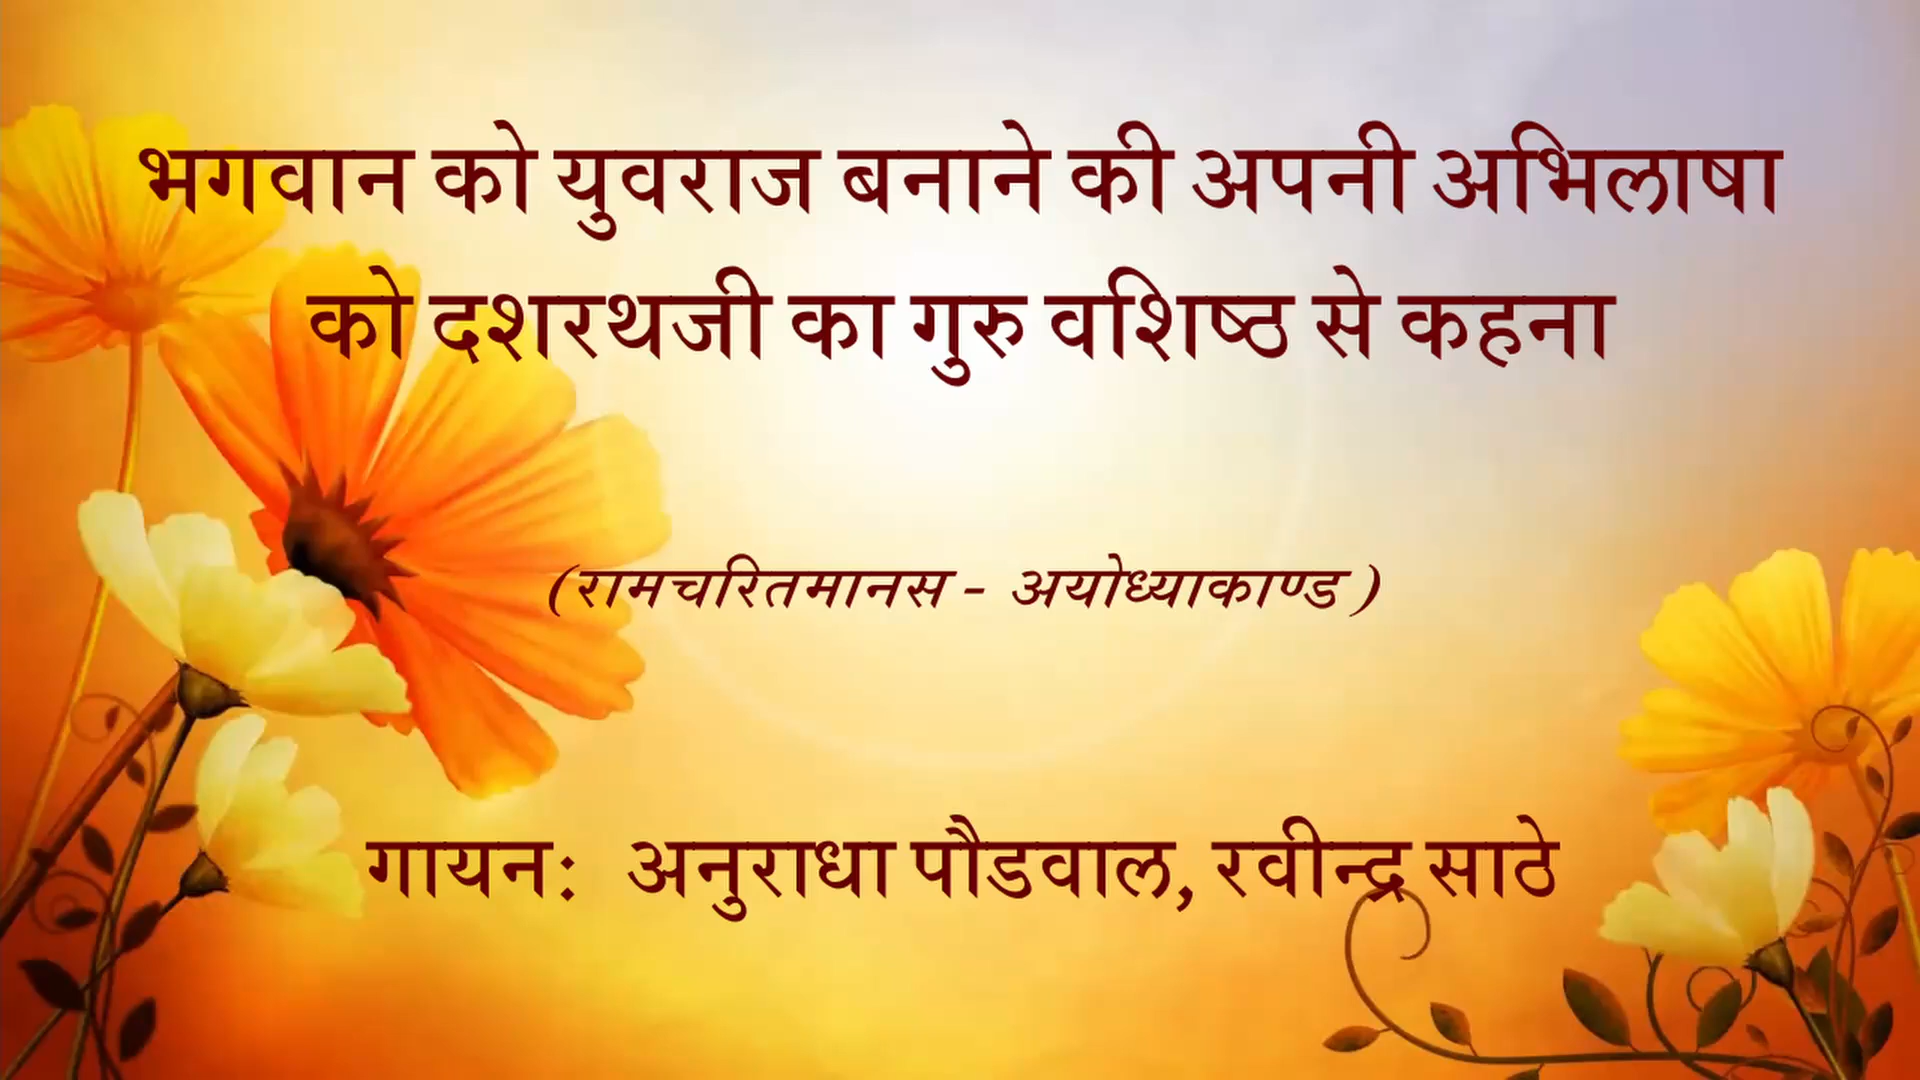 भगवान को युवराज बनाने की अपनी अभिलाषा
को दशरथजी का गुरु वशिष्ठ से कहना
(रामचरितमानस - अयोध्याकाण्ड )
गायन: अनुराधा पौडवाल, रवीन्द्र साठे